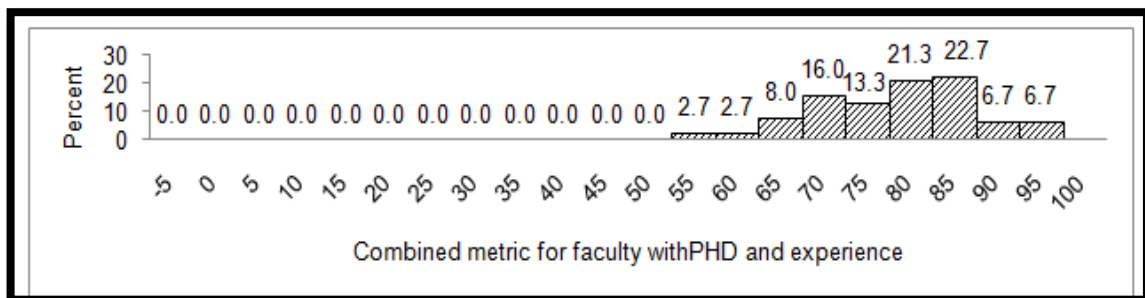 Percent
30
20
10
0
0.0 0.0 0.0 0.0 0.0 0.0 0.0 0.0 0.0 0.0 0.0 0.0 2.7 2.7 8.0 16.0 13.3 21.3 22.7 6.7 6.7
-5 0 5 10 15 20 25 30 35 40 45 50 55 60 65 70 75 80 85 90 95 100
Combined metric for faculty withPHD and experience